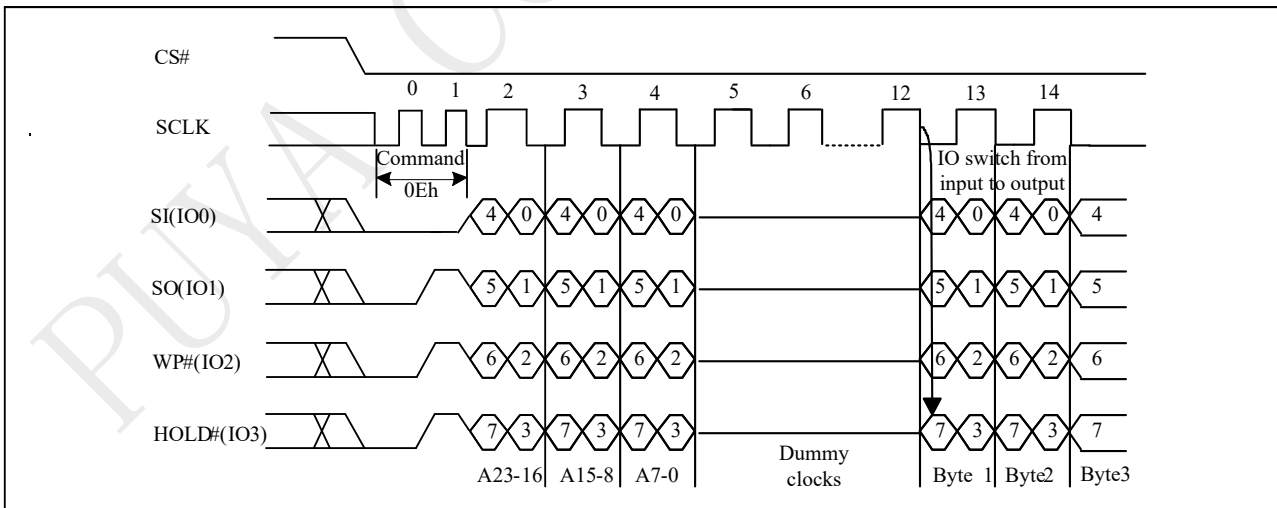 PUYA C
CS#
0 1 2 3 4 5 6 12 13 14
SCLK
Command
0Eh
IO switch from
input to output
SI(IO0) 4 0 4 0 4 0 4 0 4 0 4
SO(IO1) 5 1 5 1 5 1 5 1 5 1 5
WP#(IO2) 6 2 6 2 6 2 6 2 6 2 6
HOLD#(IO3) 7 3 7 3 7 3 7 3 7 3 7
A23-16 A15-8 A7-0 Dummy
clocks Byte 1 Byte2 Byte3